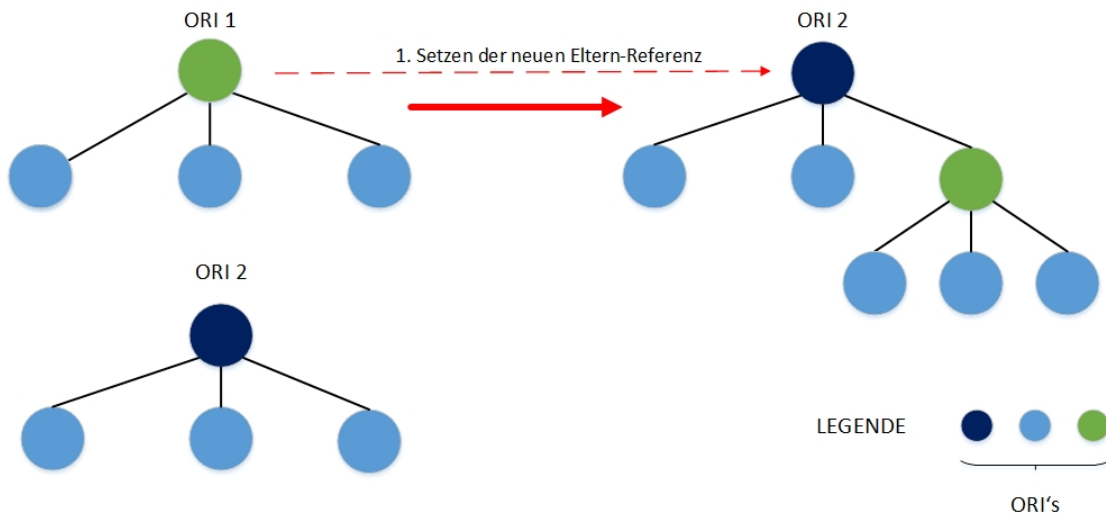 ORI 1
ORI 2
1. Setzen der neuen Eltern-Referenz
ORI 2
LEGENDE
ORI‘s